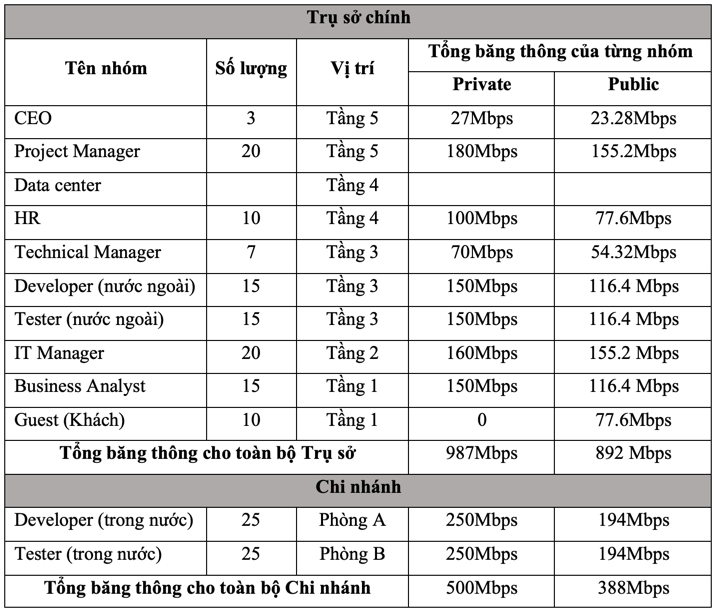 Trụ sở chính
Tên nhóm Số lượng Vị trí Tổng băng thông của từng nhóm
Private Public
CEO 3 Tầng 5 27Mbps 23.28Mbps
Project Manager 20 Tầng 5 180Mbps 155.2Mbps
Data center Tầng 4
HR 10 Tầng 4 100Mbps 77.6Mbps
Technical Manager 7 Tầng 3 70Mbps 54.32Mbps
Developer (nước ngoài) 15 Tầng 3 150Mbps 116.4 Mbps
Tester (nước ngoài) 15 Tầng 3 150Mbps 116.4 Mbps
IT Manager 20 Tầng 2 160Mbps 155.2 Mbps
Business Analyst 15 Tầng 1 150Mbps 116.4 Mbps
Guest (Khách) 10 Tầng 1 0 77.6Mbps
Tổng băng thông cho toàn bộ Trụ sở 987Mbps 892 Mbps
Chi nhánh
Developer (trong nước) 25 Phòng A 250Mbps 194Mbps
Tester (trong nước) 25 Phòng B 250Mbps 194Mbps
Tổng băng thông cho toàn bộ Chi nhánh 500Mbps 388Mbps